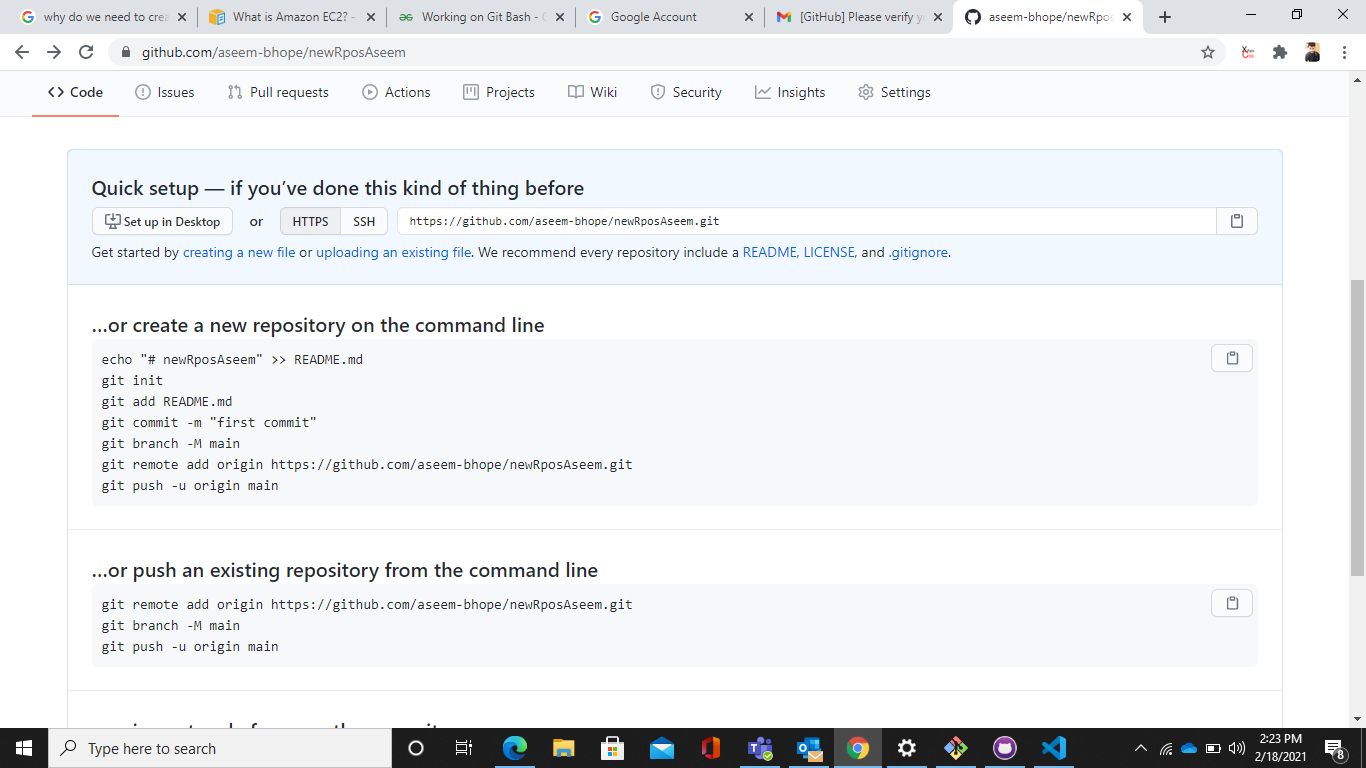 why do we need to crea
What is Amazon EC2? -
Working on Git Bash -
Google Account
[GitHub] Please verify y
aseem-bhope/newRpos
github.com/aseem-bhope/newRposAseem
Code
Issues
Pull requests
Actions
Projects
Wiki
Security
Insights
Settings
Quick setup — if you’ve done this kind of thing before
Set up in Desktop
or
HTTPS
SSH
https://github.com/aseem-bhope/newRposAseem.git
Get started by creating a new file or uploading an existing file. We recommend every repository include a README, LICENSE, and .gitignore.
…or create a new repository on the command line
echo "# newRposAseem" >> README.md
git init
git add README.md
git commit -m "first commit"
git branch -M main
git remote add origin https://github.com/aseem-bhope/newRposAseem.git
git push -u origin main
…or push an existing repository from the command line
git remote add origin https://github.com/aseem-bhope/newRposAseem.git
git branch -M main
git push -u origin main
Type here to search
2:23 PM
2/18/2021
8